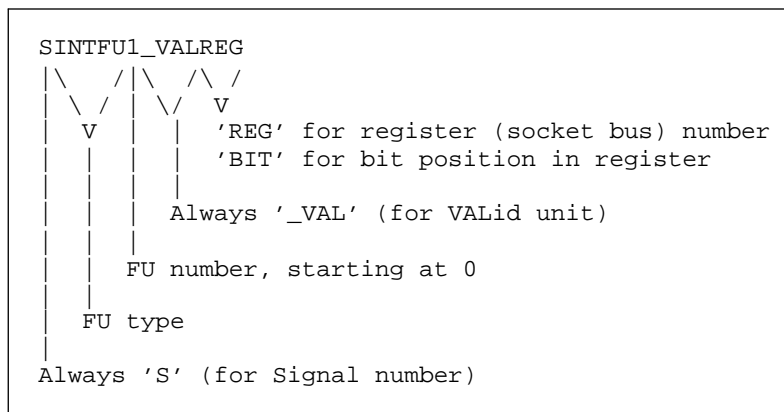 SINTFU1_VALREG
|\ /|\ /\ /
| \ / | \/ V
| V | | 'REG' for register (socket bus) number
| | | | 'BIT' for bit position in register
| | | |
| | | Always '_VAL' (for VALid unit)
| | |
| | FU number, starting at 0
| |
| FU type
|
Always 'S' (for Signal number)